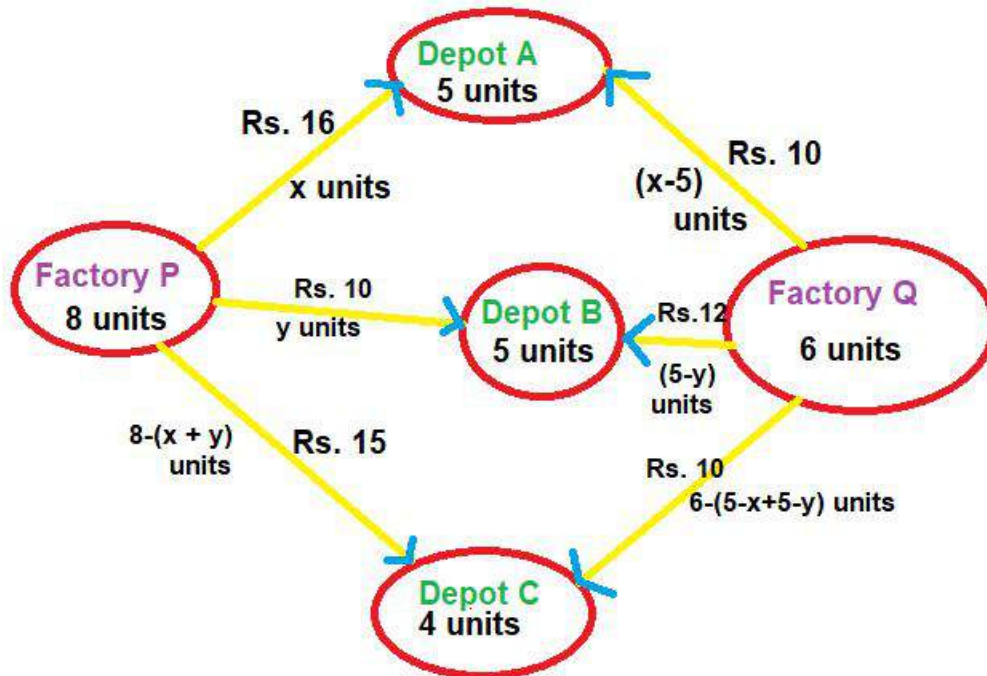 Depot A
5 units
Rs. 16
x units
Rs. 10
(x-5)
units
Factory P
8 units
Rs. 10
y units
Depot B
5 units
Rs.12
(5-y)
units
Factory Q
6 units
8-(x + y)
units
Rs. 15
Rs. 10
6-(5-x+5-y) units
Depot C
4 units